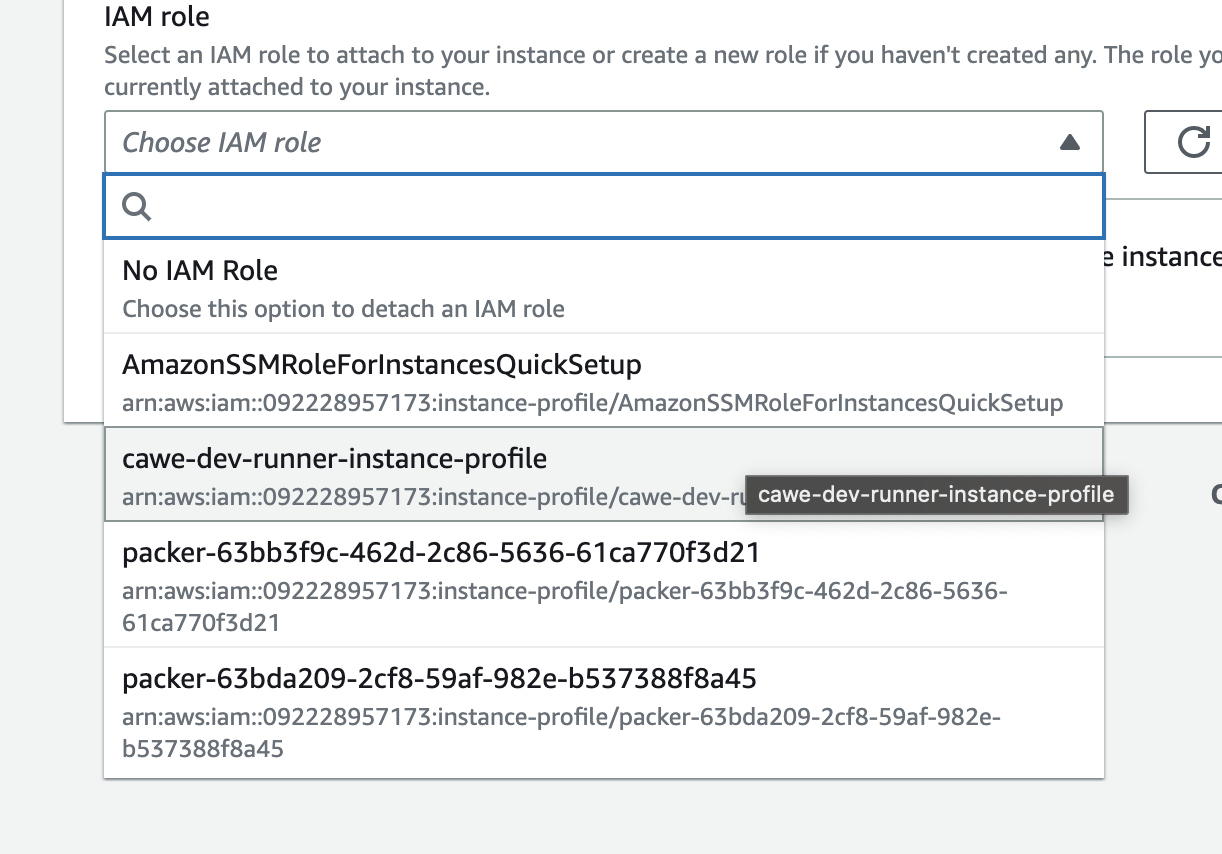 IAM role
Select an IAM role to attach to your instance or create a new role if you haven't created any. The role
currently attached to your instance.
Choose IAM role
No IAM Role
Choose this option to detach an IAM role
e instance
AmazonSSMRoleForInstancesQuickSetup
arn:aws:iam::092228957173:instance-profile/AmazonSSMRoleForInstancesQuickSetup
cawe-dev-runner-instance-profile
arn:aws:iam::092228957173:instance-profile/cawe-dev-ru
cawe-dev-runner-instance-profile
packer-63bb3f9c-462d-2c86-5636-61ca770f3d21
arn:aws:iam::092228957173:instance-profile/packer-63bb3f9c-462d-2c86-5636-
61ca770f3d21
packer-63bda209-2cf8-59af-982e-b537388f8a45
arn:aws:iam::092228957173:instance-profile/packer-63bda209-2cf8-59af-982e-
b537388f8a45